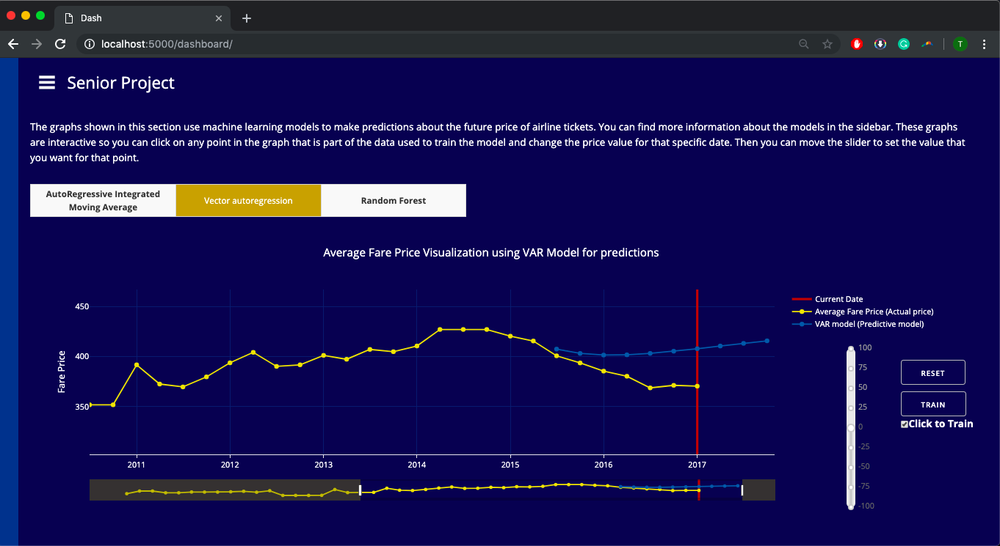 Dash
localhost:5000/dashboard/
T
Senior Project
The graphs shown in this section use machine learning models to make predictions about the future price of airline tickets. You can find more information about the models in the sidebar. These graphs
are interactive so you can click on any point in the graph that is part of the data used to train the model and change the price value for that specific date. Then you can move the slider to set the value that
you want for that point.
AutoRegressive Integrated
Moving Average
Vector autoregression
Random Forest
Average Fare Price Visualization using VAR Model for predictions
Fare Price
450
400
350
2011 2012 2013 2014 2015 2016 2017
Current Date
Average Fare Price (Actual price)
VAR model (Predictive model)
100
75
50
25
0
-25
-50
-75
-100
RESET
TRAIN
Click to Train